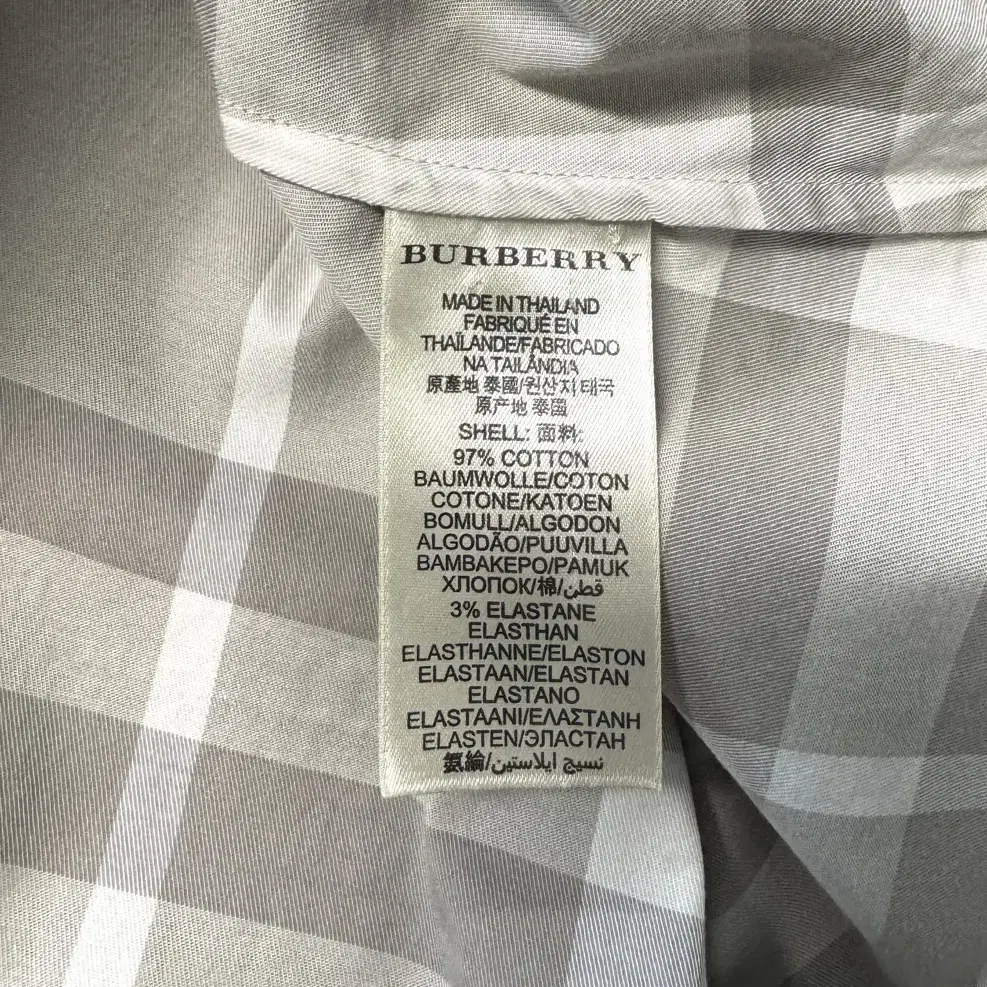 BURBERRY
MADE IN THAILAND
FABRIQUÉ EN
THAÏLANDE/FABRICADO
NA TAILÂNDIA
原產地 泰國/원산지 태국
原产地 泰国
SHELL: 面料:
97% COTTON
BAUMWOLLE/COTON
COTONE/KATOEN
BOMULL/ALGODON
ALGODÃO/PUUVILLA
ΒΑΜΒΑΚΕΡΟ/PAMUK
ХЛОПОК/棉/قطن
3% ELASTANE
ELASTHAN
ELASTHANNE/ELASTON
ELASTAAN/ELASTAN
ELASTANO
ELASTAANI/ΕΛΑΣΤΑΝΗ
ELASTEN/ЭЛАСТАН
氨綸/نسيج ايلاستين